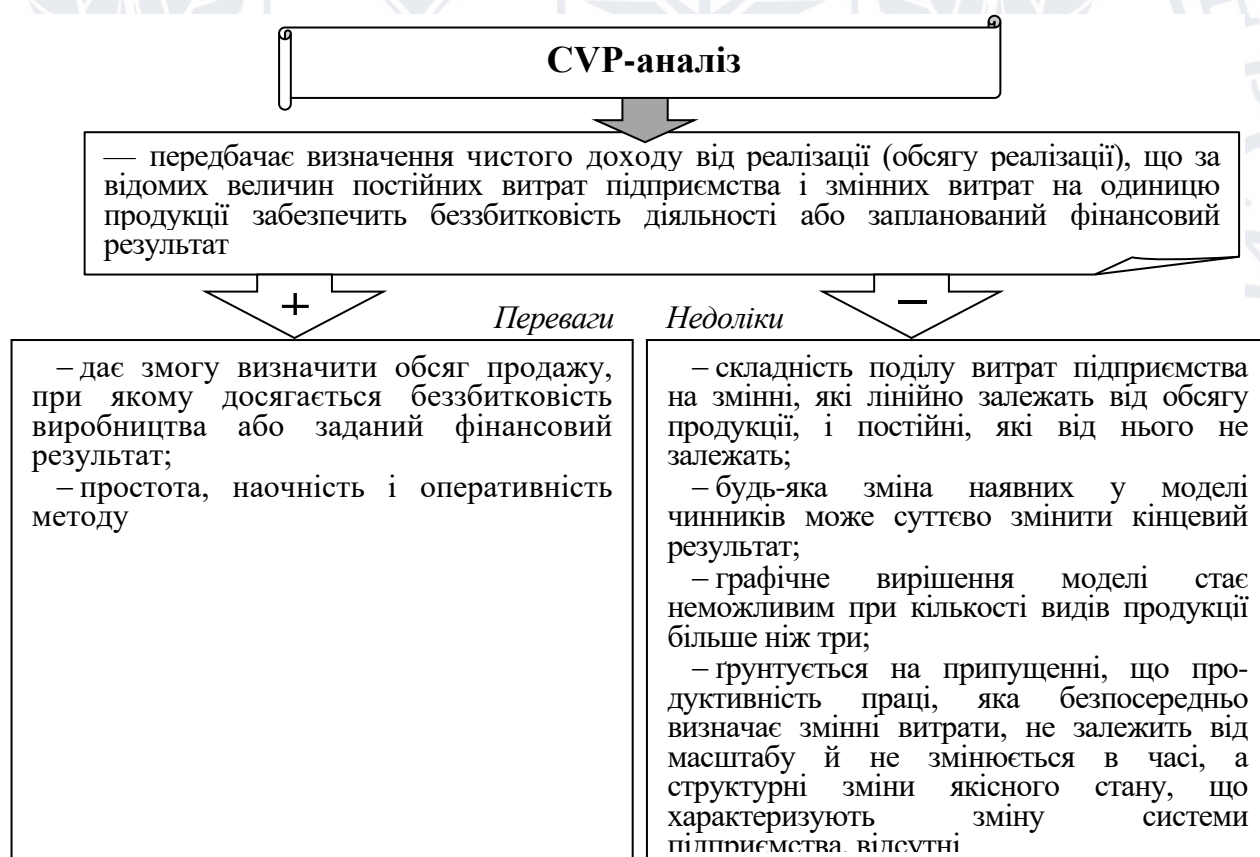 CVP-аналіз
— передбачає визначення чистого доходу від реалізації (обсягу реалізації), що за
відомих величин постійних витрат підприємства і змінних витрат на одиницю
продукції забезпечить беззбитковість діяльності або запланований фінансовий
результат
+
–
Переваги
Недоліки
– дає змогу визначити обсяг продажу,
при якому досягається беззбитковість
виробництва або заданий фінансовий
результат;
– простота, наочність і оперативність
методу
– складність поділу витрат підприємства
на змінні, які лінійно залежать від обсягу
продукції, і постійні, які від нього не
залежать;
– будь-яка зміна наявних у моделі
чинників може суттєво змінити кінцевий
результат;
– графічне вирішення моделі стає
неможливим при кількості видів продукції
більше ніж три;
– ґрунтується на припущенні, що про-
дуктивність праці, яка безпосередньо
визначає змінні витрати, не залежить від
масштабу й не змінюється в часі, а
структурні зміни якісного стану, що
характеризують зміну системи
підприємства, відсутні